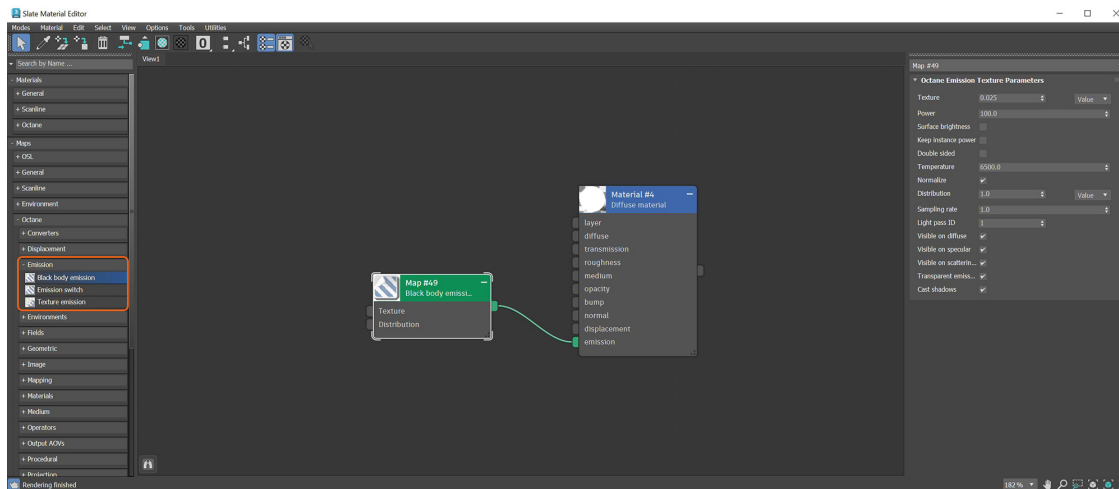 Slate Material Editor
Modes Material Edit Select View Options Tools Utilities
0
Search by Name ...
- Materials
+ General
+ Scanline
+ Octane
- Maps
+ OSL
+ General
+ Scanline
+ Environment
- Octane
+ Converters
+ Displacement
- Emission
Black body emission
Emission switch
Texture emission
+ Environments
+ Fields
+ Geometric
+ Image
+ Mapping
+ Materials
+ Medium
+ Operators
+ Output AOVs
+ Procedural
+ Projection
Rendering finished
View1
Map #49
Black body emissi...
Texture
Distribution
Material #4
Diffuse material
layer
diffuse
transmission
roughness
medium
opacity
bump
normal
displacement
emission
Map #49
Octane Emission Texture Parameters
Texture 0.025 Value
Power 100.0
Surface brightness
Keep instance power
Double sided
Temperature 6500.0
Normalize
Distribution 1.0 Value
Sampling rate 1.0
Light pass ID 1
Visible on diffuse
Visible on specular
Visible on scatterin...
Transparent emiss...
Cast shadows
182%